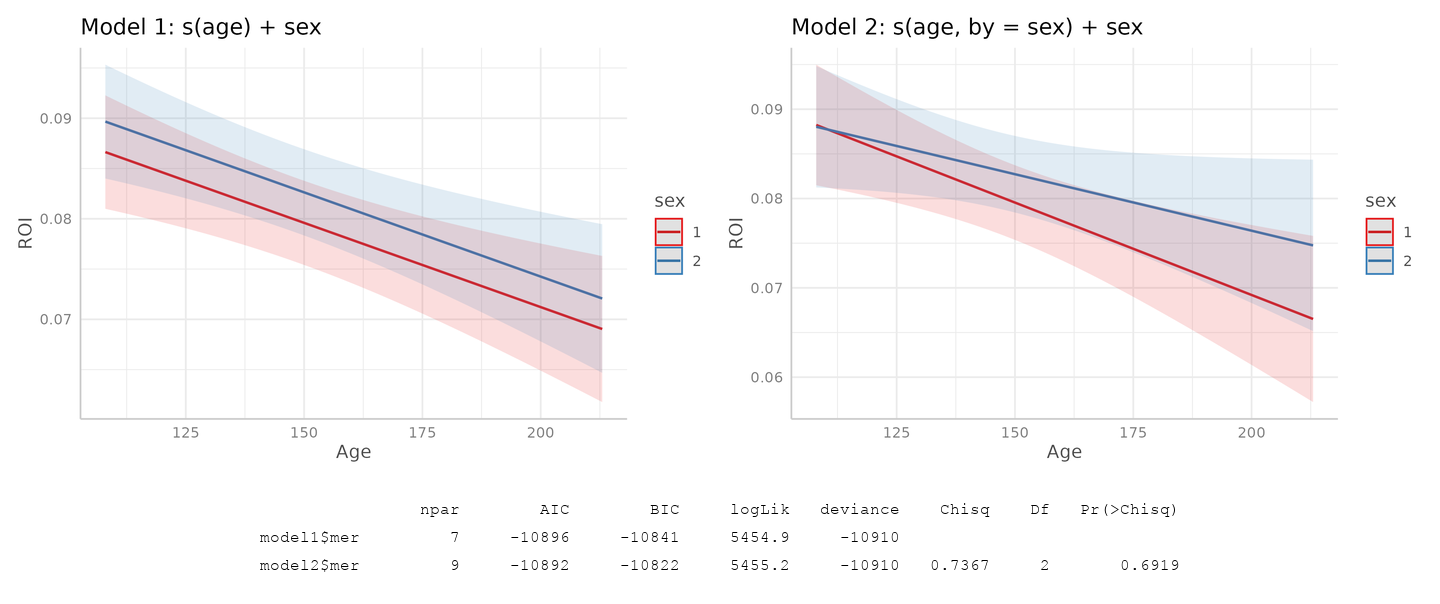 Model 1: s(age) + sex
0.09
0.08
0.07
ROI
125 150 175 200
Age
sex
1
2
Model 2: s(age, by = sex) + sex
0.09
0.08
0.07
0.06
ROI
125 150 175 200
Age
sex
1
2
npar AIC BIC logLik deviance Chisq Df Pr(>Chisq)
model1$mer 7 -10896 -10841 5454.9 -10910
model2$mer 9 -10892 -10822 5455.2 -10910 0.7367 2 0.6919